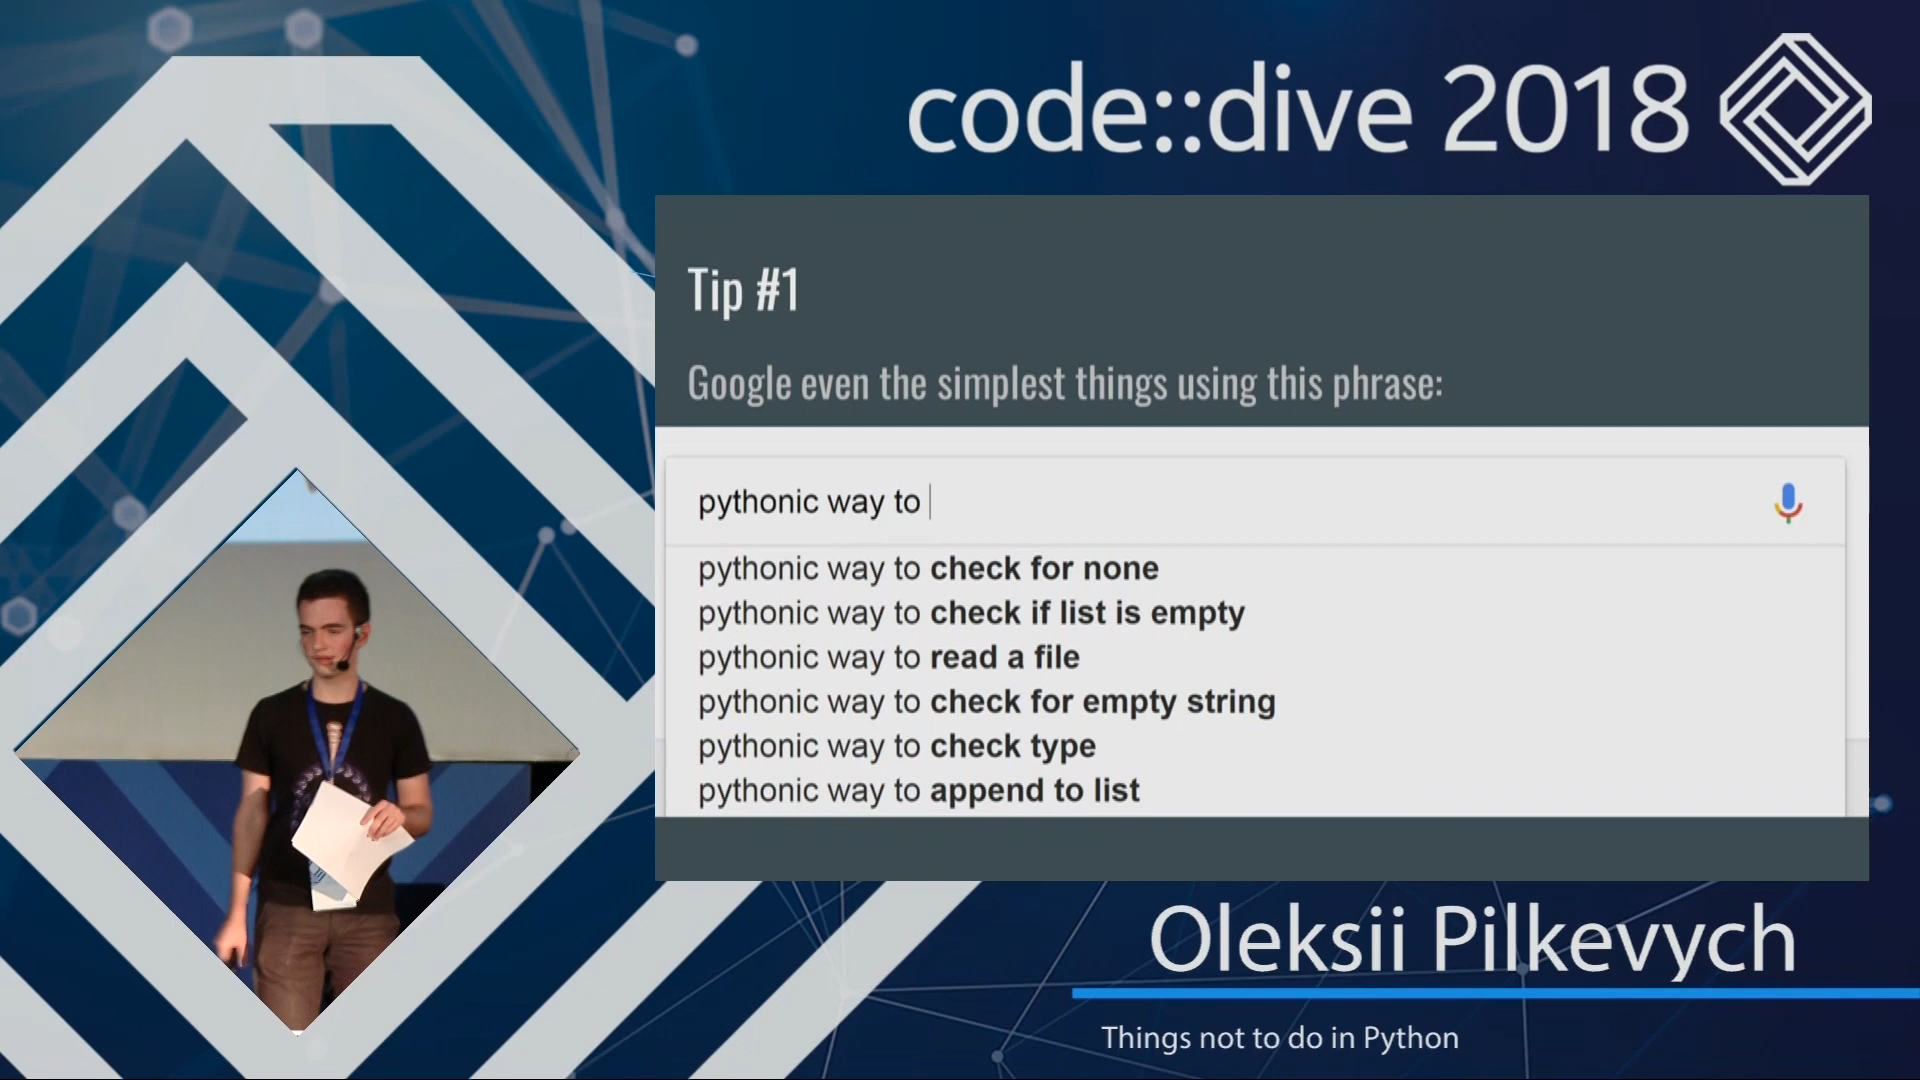 code::dive 2018
Tip #1
Google even the simplest things using this phrase:
pythonic way to
pythonic way to check for none
pythonic way to check if list is empty
pythonic way to read a file
pythonic way to check for empty string
pythonic way to check type
pythonic way to append to list
Oleksii Pilkevych
Things not to do in Python